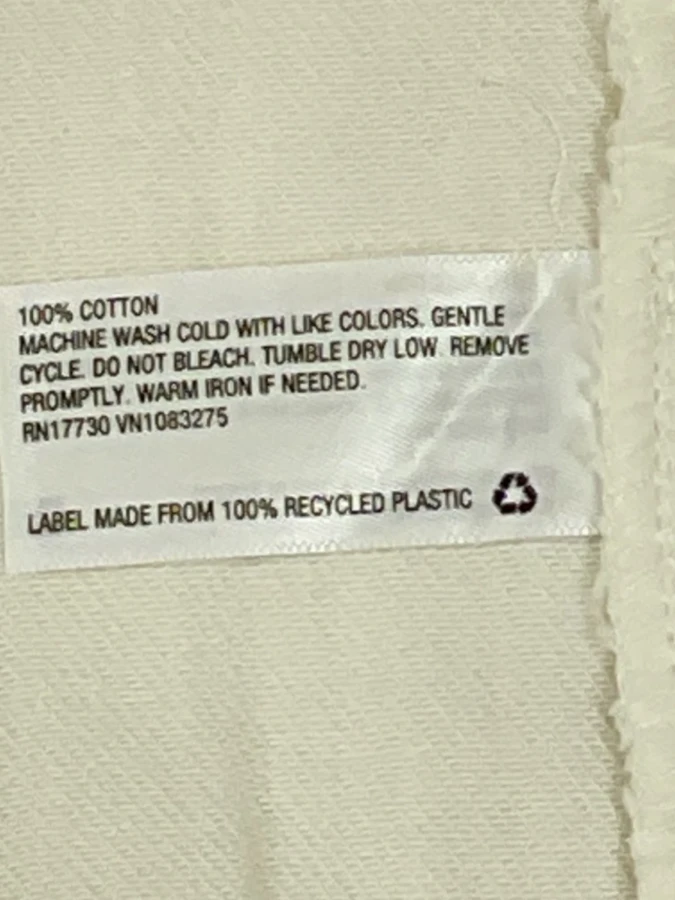 100% COTTON
MACHINE WASH COLD WITH LIKE COLORS. GENTLE
CYCLE. DO NOT BLEACH. TUMBLE DRY LOW. REMOVE
PROMPTLY. WARM IRON IF NEEDED.
RN17730 VN1083275
LABEL MADE FROM 100% RECYCLED PLASTIC